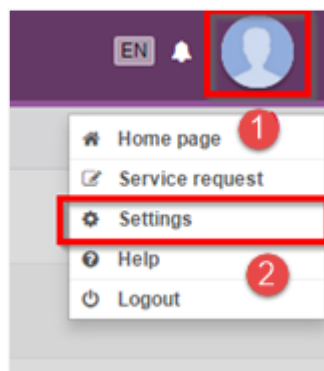 EN
1
Home page
Service request
Settings
Help
2
Logout